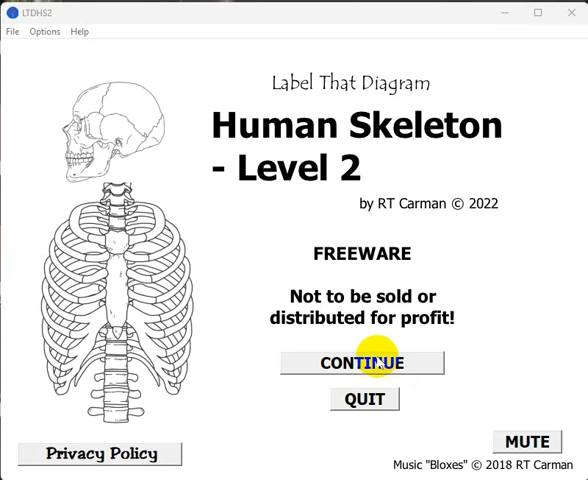 LTDHS2
File Options Help
Label That Diagram
Human Skeleton
- Level 2
by RT Carman © 2022
FREEWARE
Not to be sold or
distributed for profit!
CONTINUE
QUIT
Privacy Policy
MUTE
Music "Bloxes" © 2018 RT Carman